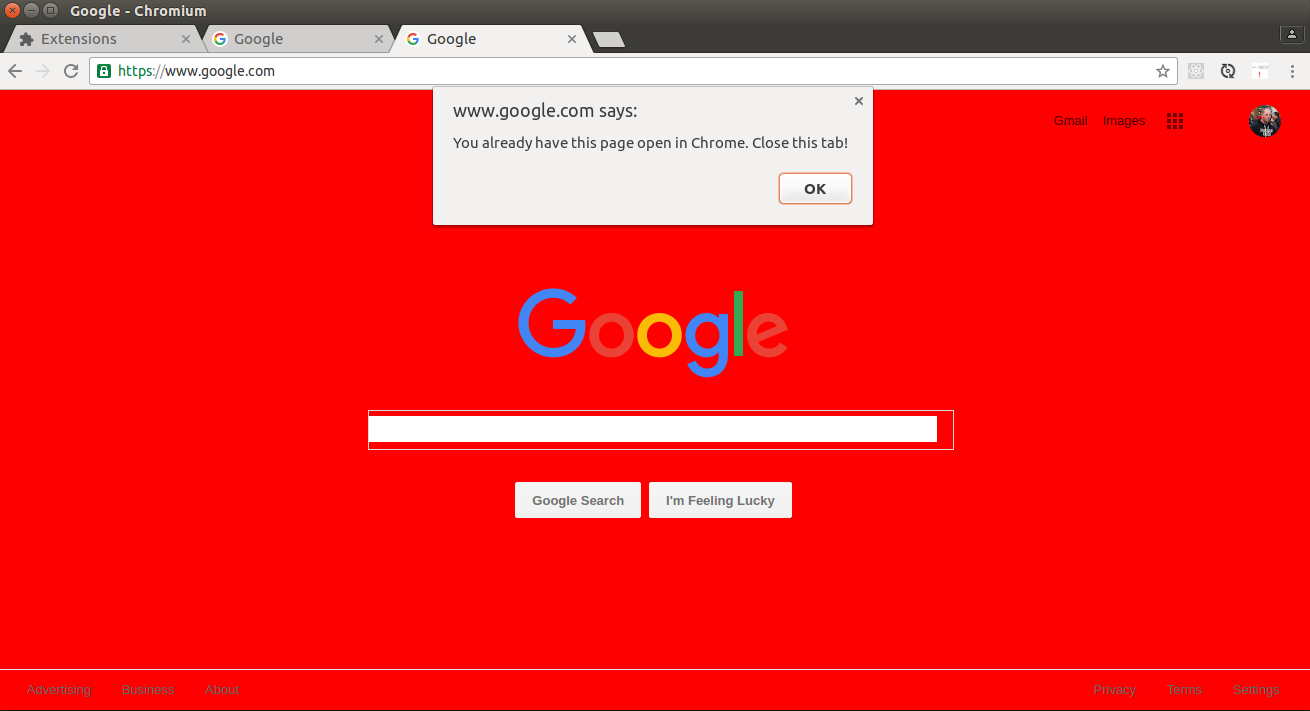 Google - Chromium
Extensions
Google
Google
https://www.google.com
www.google.com says:
You already have this page open in Chrome. Close this tab!
OK
Gmail Images
Google
Google Search I'm Feeling Lucky
Advertising Business About Privacy Terms Settings